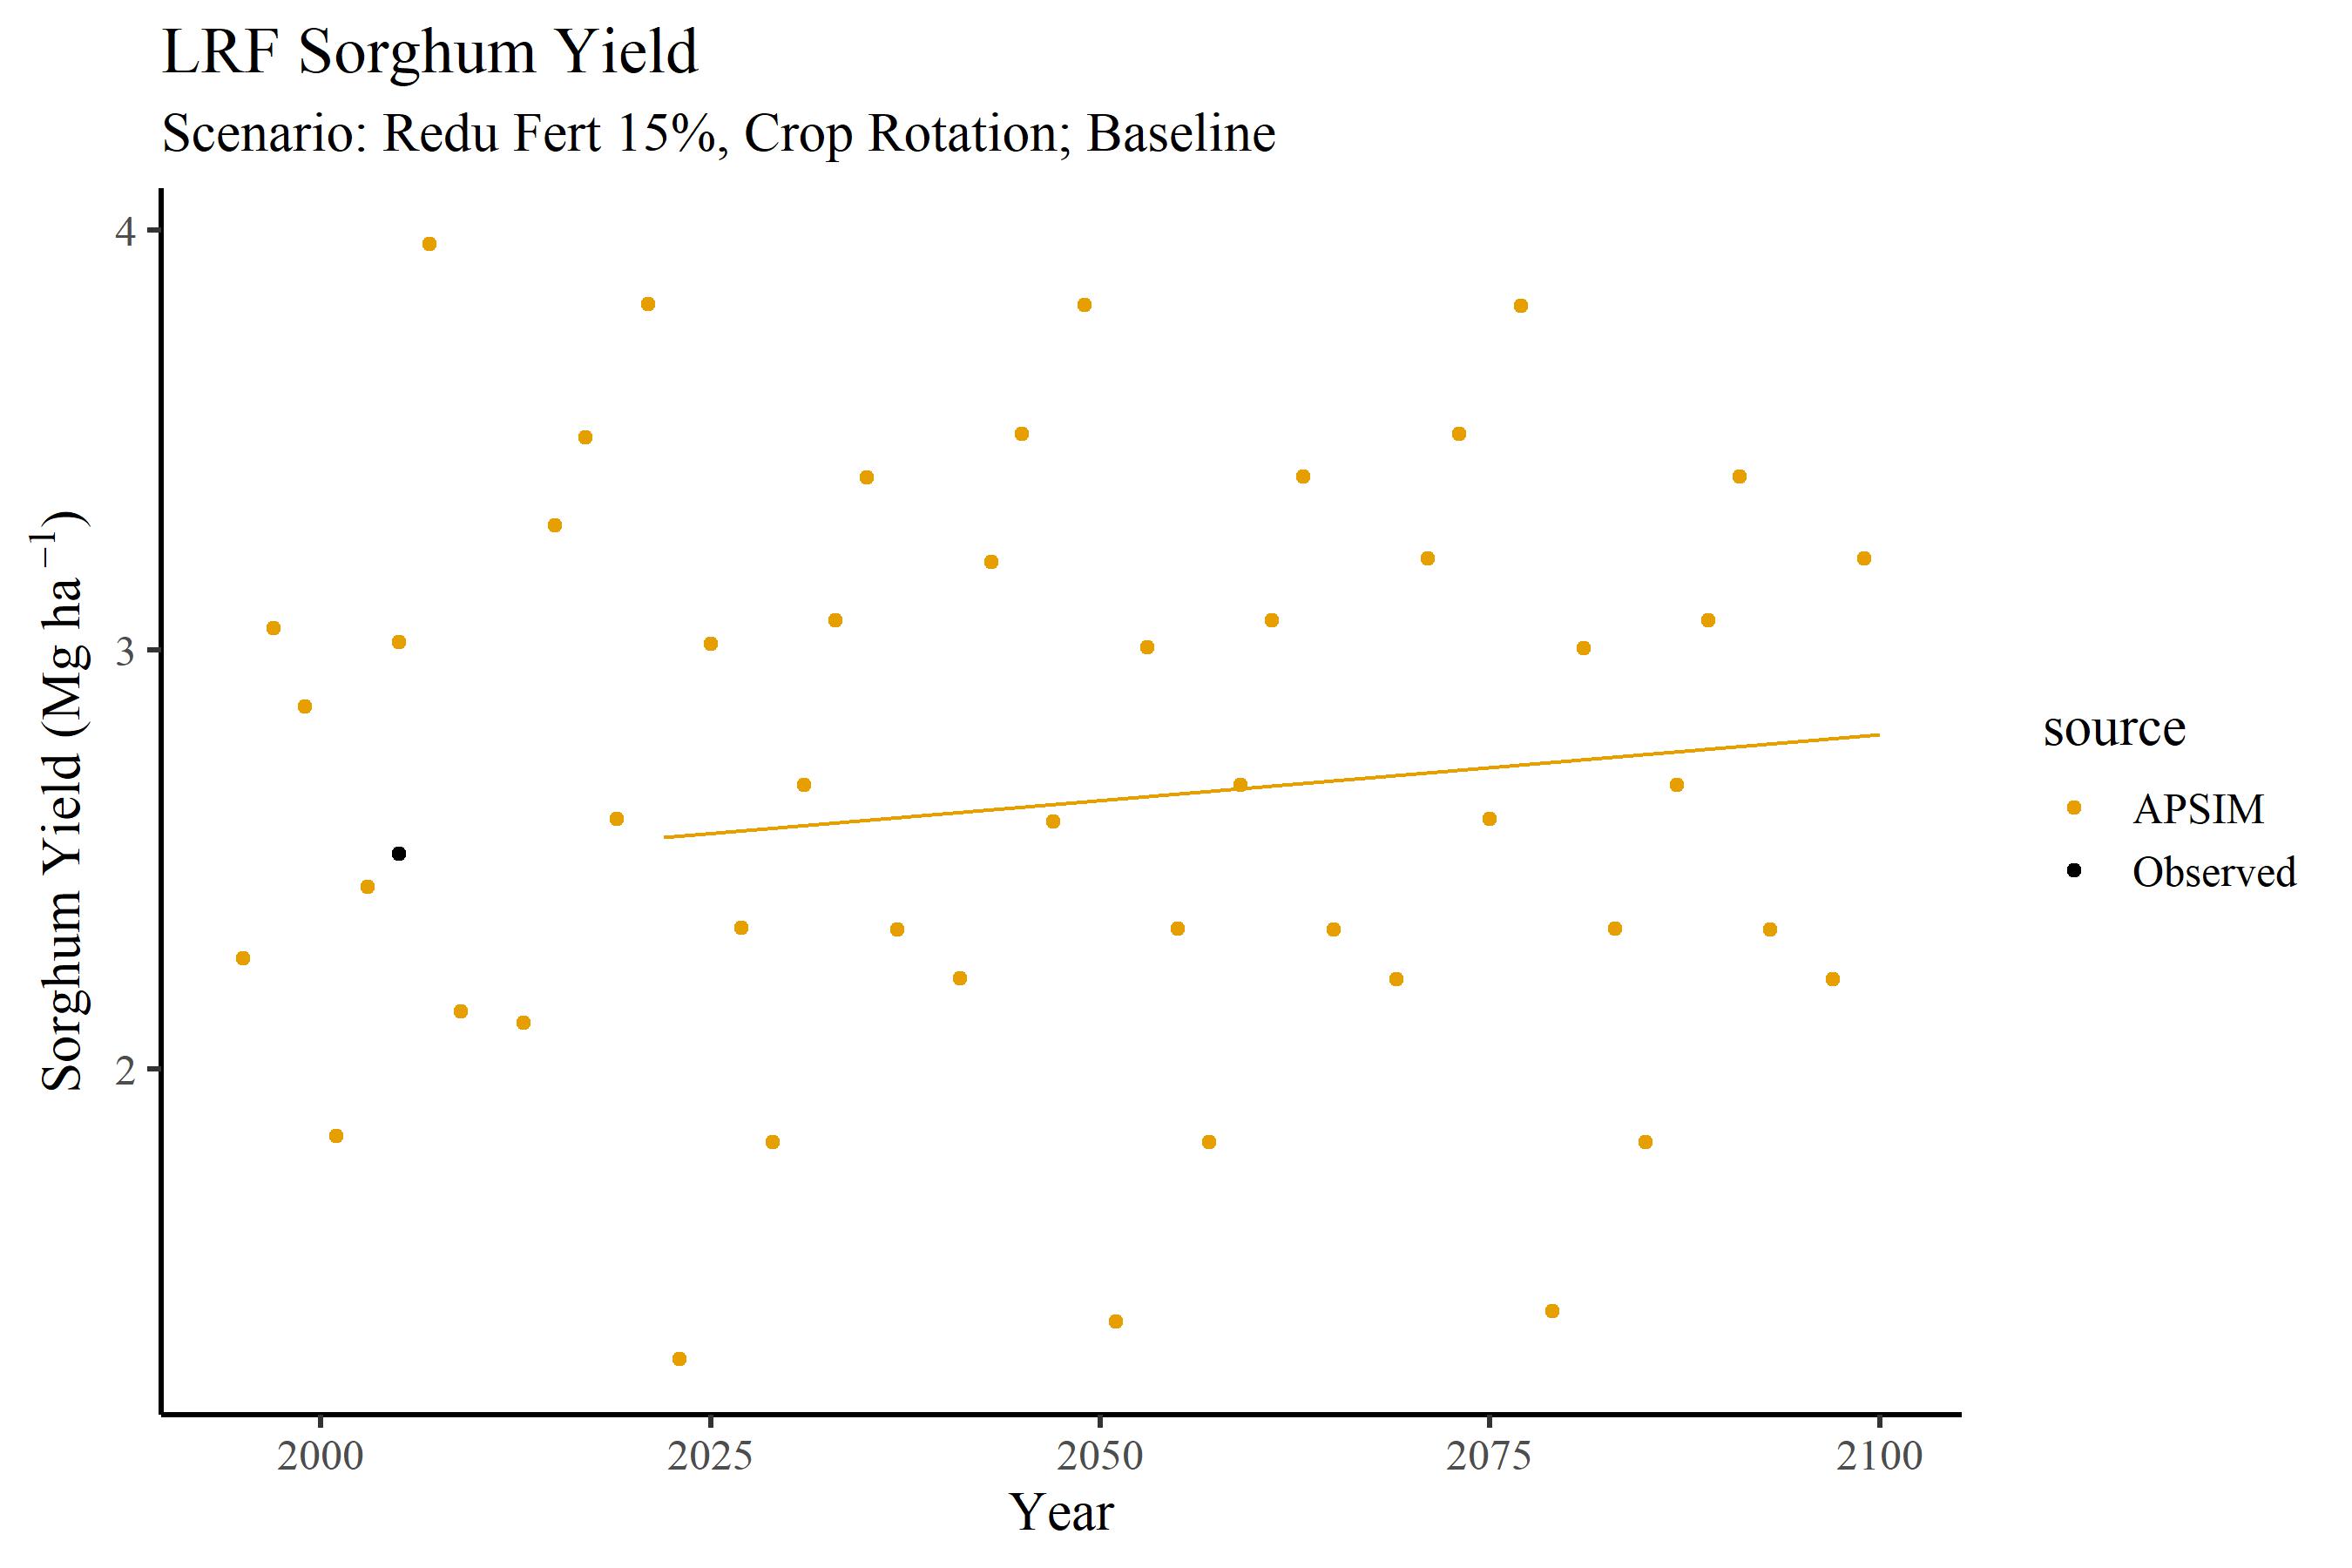 LRF Sorghum Yield
Scenario: Redu Fert 15%, Crop Rotation; Baseline
Sorghum Yield (Mg ha⁻¹)
4
3
2
2000
2025
2050
2075
2100
Year
source
APSIM
Observed